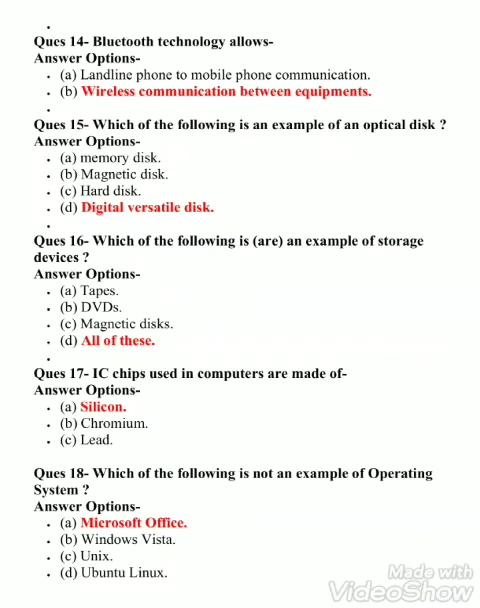 Ques 14- Bluetooth technology allows-
Answer Options-
• (a) Landline phone to mobile phone communication.
• (b) Wireless communication between equipments.
•
Ques 15- Which of the following is an example of an optical disk ?
Answer Options-
• (a) memory disk.
• (b) Magnetic disk.
• (c) Hard disk.
• (d) Digital versatile disk.
•
Ques 16- Which of the following is (are) an example of storage
devices ?
Answer Options-
• (a) Tapes.
• (b) DVDs.
• (c) Magnetic disks.
• (d) All of these.
•
Ques 17- IC chips used in computers are made of-
Answer Options-
• (a) Silicon.
• (b) Chromium.
• (c) Lead.
Ques 18- Which of the following is not an example of Operating
System ?
Answer Options-
• (a) Microsoft Office.
• (b) Windows Vista.
• (c) Unix.
• (d) Ubuntu Linux.
Made with
VideoShow